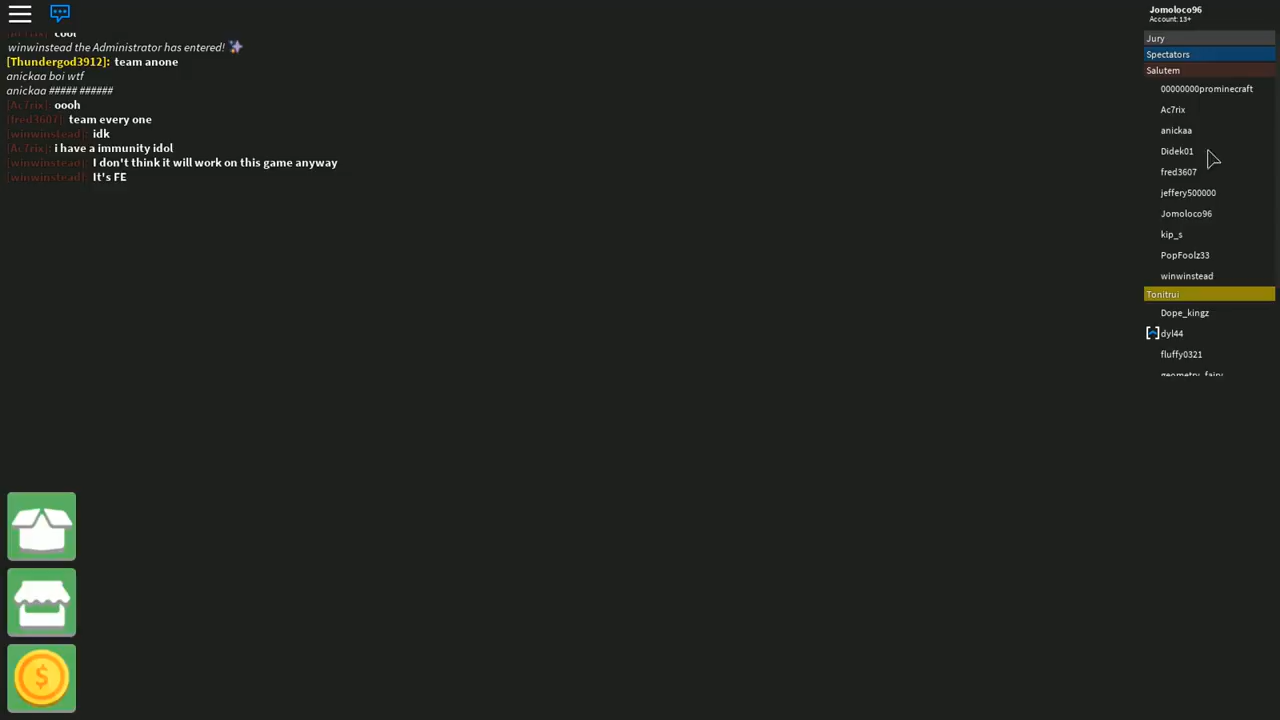 cool
winwinstead the Administrator has entered! ✨
[Thundergod3912]: team anone
anickaa boi wtf
anickaa ##### ######
[Ac7rix]: oooh
[fred3607]: team every one
[winwinstead]: idk
[Ac7rix]: i have a immunity idol
[winwinstead]: I don't think it will work on this game anyway
[winwinstead]: It's FE
Jomoloco96
Account: 13+
Jury
Spectators
Salutem
00000000prominecraft
Ac7rix
anickaa
Didek01
fred3607
jeffery500000
Jomoloco96
kip_s
PopFoolz33
winwinstead
Tonitrui
Dope_kingz
dyl44
fluffy0321
geometry_fairy
$